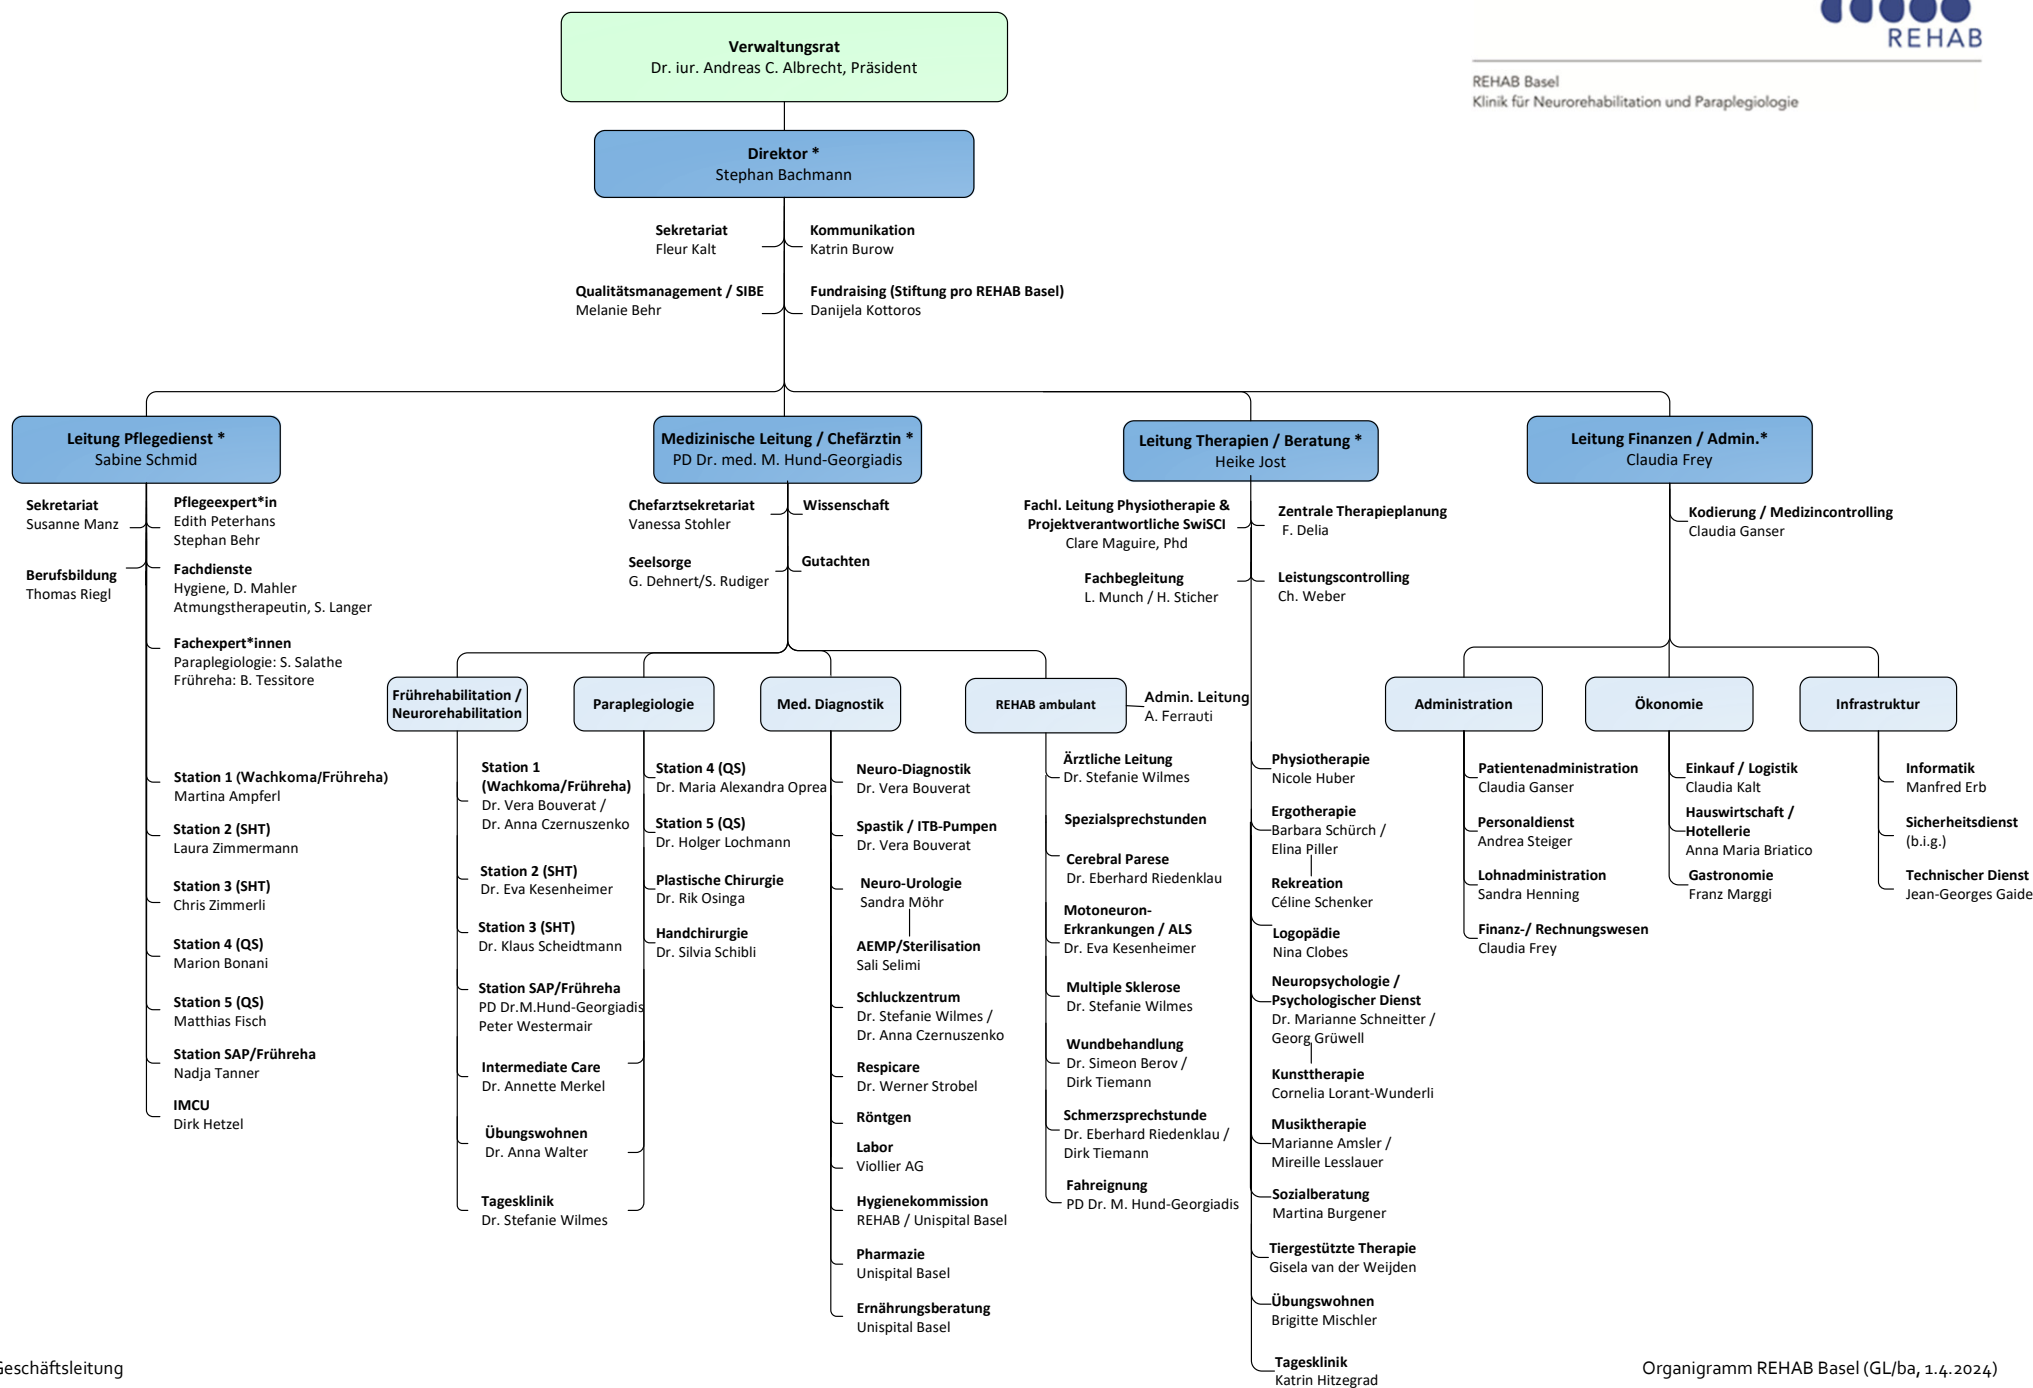 REHAB
REHAB Basel
Klinik für Neurorehabilitation und Paraplegiologie
Verwaltungsrat
Dr. iur. Andreas C. Albrecht, Präsident
Direktor *
Stephan Bachmann
Sekretariat
Fleur Kalt
Kommunikation
Katrin Burow
Qualitätsmanagement / SIBE
Melanie Behr
Fundraising (Stiftung pro REHAB Basel)
Danijela Kottoros
Leitung Pflegedienst *
Sabine Schmid
Sekretariat
Susanne Manz
Pflegeexpert*in
Edith Peterhans
Stephan Behr
Berufsbildung
Thomas Riegl
Fachdienste
Hygiene, D. Mahler
Atmungstherapeutin, S. Langer
Fachexpert*innen
Paraplegiologie: S. Salathe
Frühreha: B. Tessitore
Station 1 (Wachkoma/Frühreha)
Martina Ampferl
Station 2 (SHT)
Laura Zimmermann
Station 3 (SHT)
Chris Zimmerli
Station 4 (QS)
Marion Bonani
Station 5 (QS)
Matthias Fisch
Station SAP/Frühreha
Nadja Tanner
IMCU
Dirk Hetzel
Medizinische Leitung / Chefärztin *
PD Dr. med. M. Hund-Georgiadis
Chefarztsekretariat
Vanessa Stohler
Wissenschaft
Seelsorge
G. Dehnert/S. Rudiger
Gutachten
Frührehabilitation /
Neurorehabilitation
Station 1
(Wachkoma/Frühreha)
Dr. Vera Bouverat /
Dr. Anna Czernuszenko
Station 2 (SHT)
Dr. Eva Kesenheimer
Station 3 (SHT)
Dr. Klaus Scheidtmann
Station SAP/Frühreha
PD Dr.M.Hund-Georgiadis
Peter Westermair
Intermediate Care
Dr. Annette Merkel
Übungswohnen
Dr. Anna Walter
Tagesklinik
Dr. Stefanie Wilmes
Paraplegiologie
Station 4 (QS)
Dr. Maria Alexandra Oprea
Station 5 (QS)
Dr. Holger Lochmann
Plastische Chirurgie
Dr. Rik Osinga
Handchirurgie
Dr. Silvia Schibli
Med. Diagnostik
Neuro-Diagnostik
Dr. Vera Bouverat
Spastik / ITB-Pumpen
Dr. Vera Bouverat
Neuro-Urologie
Sandra Möhr
AEMP/Sterilisation
Sali Selimi
Schluckzentrum
Dr. Stefanie Wilmes /
Dr. Anna Czernuszenko
Respicare
Dr. Werner Strobel
Röntgen
Labor
Viollier AG
Hygienekommission
REHAB / Unispital Basel
Pharmazie
Unispital Basel
Ernährungsberatung
Unispital Basel
REHAB ambulant
Admin. Leitung
A. Ferrauti
Ärztliche Leitung
Dr. Stefanie Wilmes
Spezialsprechstunden
Cerebral Parese
Dr. Eberhard Riedenklau
Motoneuron-
Erkrankungen / ALS
Dr. Eva Kesenheimer
Multiple Sklerose
Dr. Stefanie Wilmes
Wundbehandlung
Dr. Simeon Berov /
Dirk Tiemann
Schmerzsprechstunde
Dr. Eberhard Riedenklau /
Dirk Tiemann
Fahreignung
PD Dr. M. Hund-Georgiadis
Leitung Therapien / Beratung *
Heike Jost
Fachl. Leitung Physiotherapie &
Projektverantwortliche SwiSCI
Clare Maguire, Phd
Zentrale Therapieplanung
F. Delia
Fachbegleitung
L. Munch / H. Sticher
Leistungscontrolling
Ch. Weber
Physiotherapie
Nicole Huber
Ergotherapie
Barbara Schürch /
Elina Piller
Rekreation
Céline Schenker
Logopädie
Nina Clobes
Neuropsychologie /
Psychologischer Dienst
Dr. Marianne Schneitter /
Georg Grüwell
Kunsttherapie
Cornelia Lorant-Wunderli
Musiktherapie
Marianne Amsler /
Mireille Lesslauer
Sozialberatung
Martina Burgener
Tiergestützte Therapie
Gisela van der Weijden
Übungswohnen
Brigitte Mischler
Tagesklinik
Katrin Hitzegrad
Leitung Finanzen / Admin.*
Claudia Frey
Kodierung / Medizincontrolling
Claudia Ganser
Administration
Patientenadministration
Claudia Ganser
Personaldienst
Andrea Steiger
Lohnadministration
Sandra Henning
Finanz-/ Rechnungswesen
Claudia Frey
Ökonomie
Einkauf / Logistik
Claudia Kalt
Hauswirtschaft /
Hotellerie
Anna Maria Briatico
Gastronomie
Franz Marggi
Infrastruktur
Informatik
Manfred Erb
Sicherheitsdienst
(b.i.g.)
Technischer Dienst
Jean-Georges Gaide
Geschäftsleitung
Organigramm REHAB Basel (GL/ba, 1.4.2024)